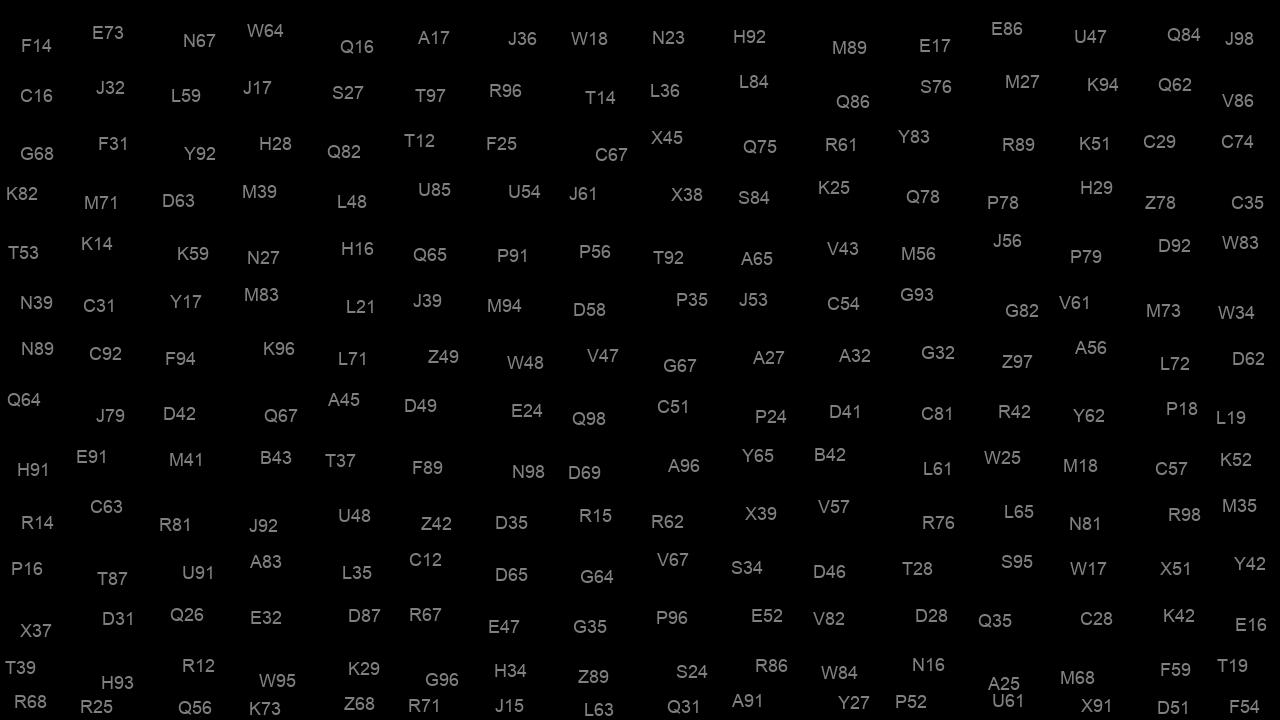 F14 E73 N67 W64 Q16 A17 J36 W18 N23 H92 M89 E17 E86 U47 Q84 J98
C16 J32 L59 J17 S27 T97 R96 T14 L36 L84 Q86 S76 M27 K94 Q62 V86
G68 F31 Y92 H28 Q82 T12 F25 C67 X45 Q75 R61 Y83 R89 K51 C29 C74
K82 M71 D63 M39 L48 U85 U54 J61 X38 S84 K25 Q78 P78 H29 Z78 C35
T53 K14 K59 N27 H16 Q65 P91 P56 T92 A65 V43 M56 J56 P79 D92 W83
N39 C31 Y17 M83 L21 J39 M94 D58 P35 J53 C54 G93 G82 V61 M73 W34
N89 C92 F94 K96 L71 Z49 W48 V47 G67 A27 A32 G32 Z97 A56 L72 D62
Q64 J79 D42 Q67 A45 D49 E24 Q98 C51 P24 D41 C81 R42 Y62 P18 L19
H91 E91 M41 B43 T37 F89 N98 D69 A96 Y65 B42 L61 W25 M18 C57 K52
R14 C63 R81 J92 U48 Z42 D35 R15 R62 X39 V57 R76 L65 N81 R98 M35
P16 T87 U91 A83 L35 C12 D65 G64 V67 S34 D46 T28 S95 W17 X51 Y42
X37 D31 Q26 E32 D87 R67 E47 G35 P96 E52 V82 D28 Q35 C28 K42 E16
T39 H93 R12 W95 K29 G96 H34 Z89 S24 R86 W84 N16 A25 M68 F59 T19
R68 R25 Q56 K73 Z68 R71 J15 L63 Q31 A91 Y27 P52 U61 X91 D51 F54